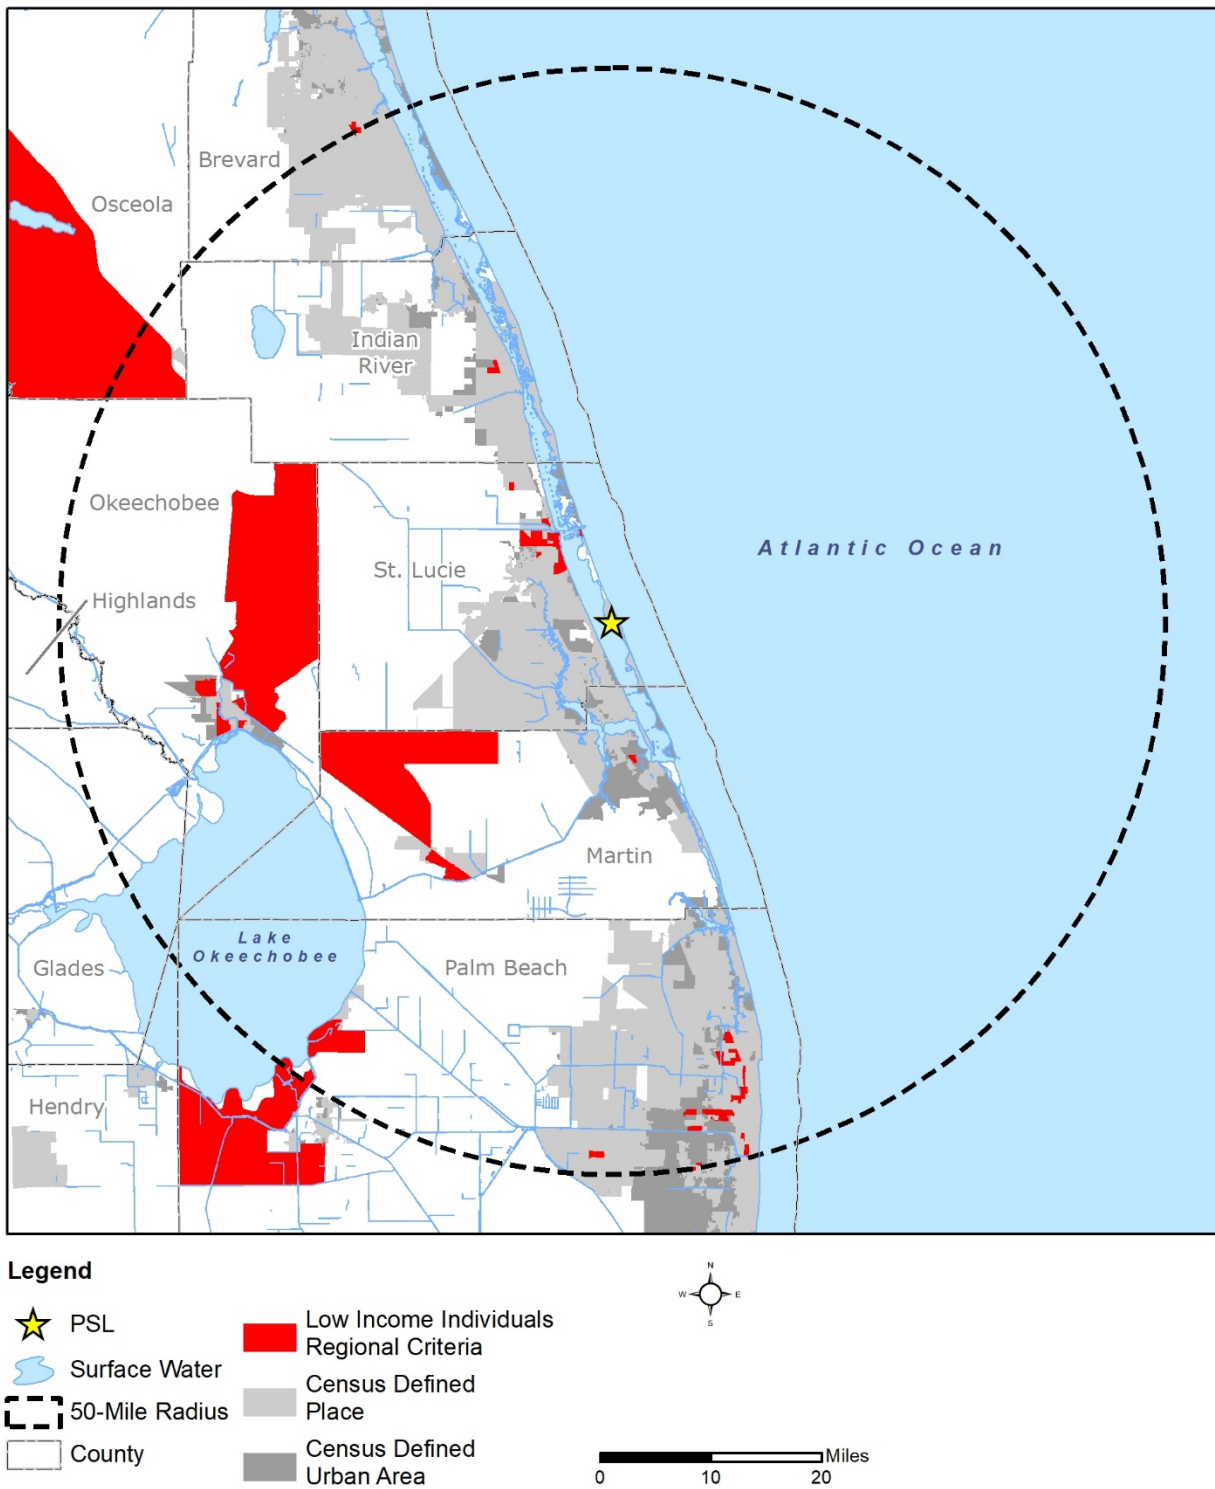 Brevard
Osceola
Indian
River
Okeechobee
Atlantic Ocean
St. Lucie
Highlands
Martin
Lake
Okeechobee
Glades
Palm Beach
Hendry
Legend
PSL
Surface Water
50-Mile Radius
County
Low Income Individuals
Regional Criteria
Census Defined
Place
Census Defined
Urban Area
N
W E
S
Miles
0 10 20